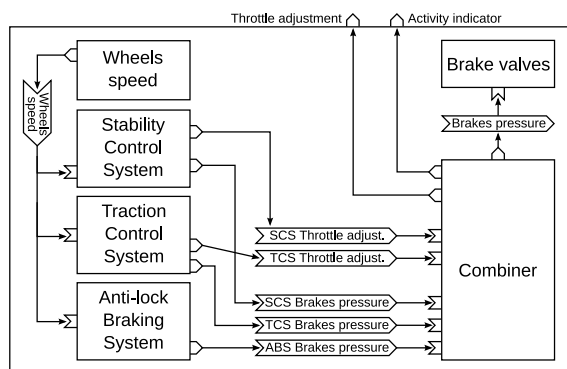 Throttle adjustment
Activity indicator
Wheels
speed
Brake valves
Wheels
speed
Brakes pressure
Stability
Control
System
Traction
Control
System
SCS Throttle adjust.
TCS Throttle adjust.
Combiner
SCS Brakes pressure
TCS Brakes pressure
ABS Brakes pressure
Anti-lock
Braking
System